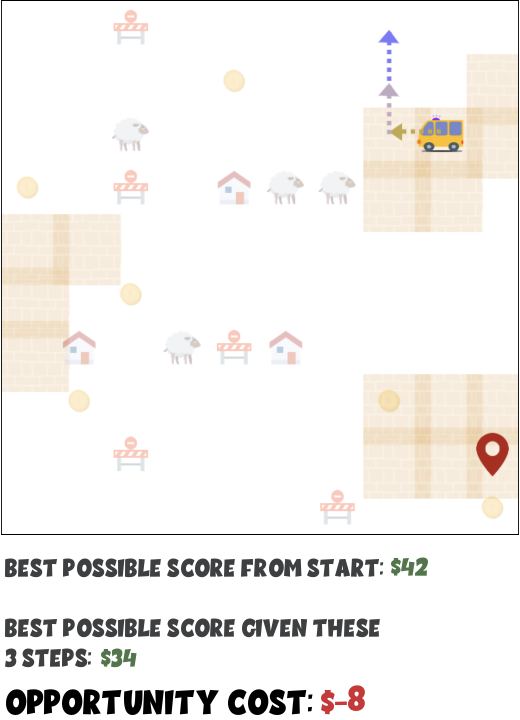 BEST POSSIBLE SCORE FROM START: $42
BEST POSSIBLE SCORE GIVEN THESE
3 STEPS: $34
OPPORTUNITY COST: $-8